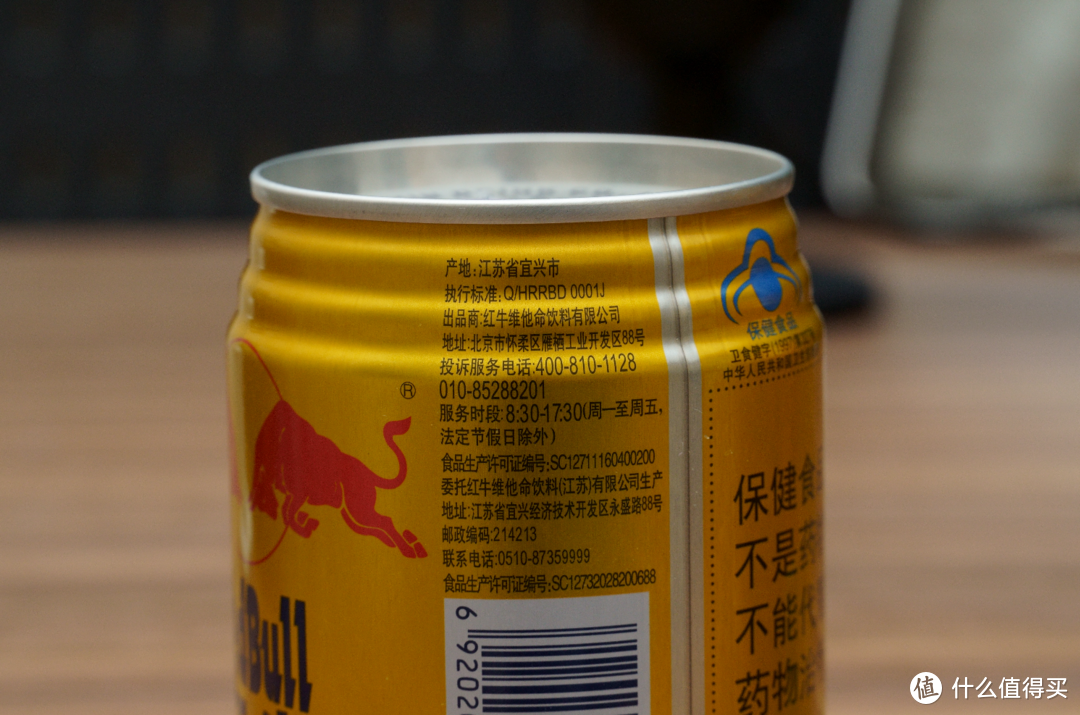 产地:江苏省宜兴市
执行标准:Q/HRRBD 0001J
出品商:红牛维他命饮料有限公司
地址:北京市怀柔区雁栖工业开发区88号
投诉服务电话:400-810-1128
010-85288201
服务时段:8:30-17:30(周一至周五,
法定节假日除外)
食品生产许可证编号:SC12711160400200
委托红牛维他命饮料(江苏)有限公司生产
地址:江苏省宜兴经济技术开发区永盛路88号
邮政编码:214213
联系电话:0510-87359999
食品生产许可证编号:SC12732028200688
6 9202
®
Bull
保健食品
卫食健字(1997)第
中华人民共和国卫生
保健食
不是药
不能代
药物治
值 什么值得买